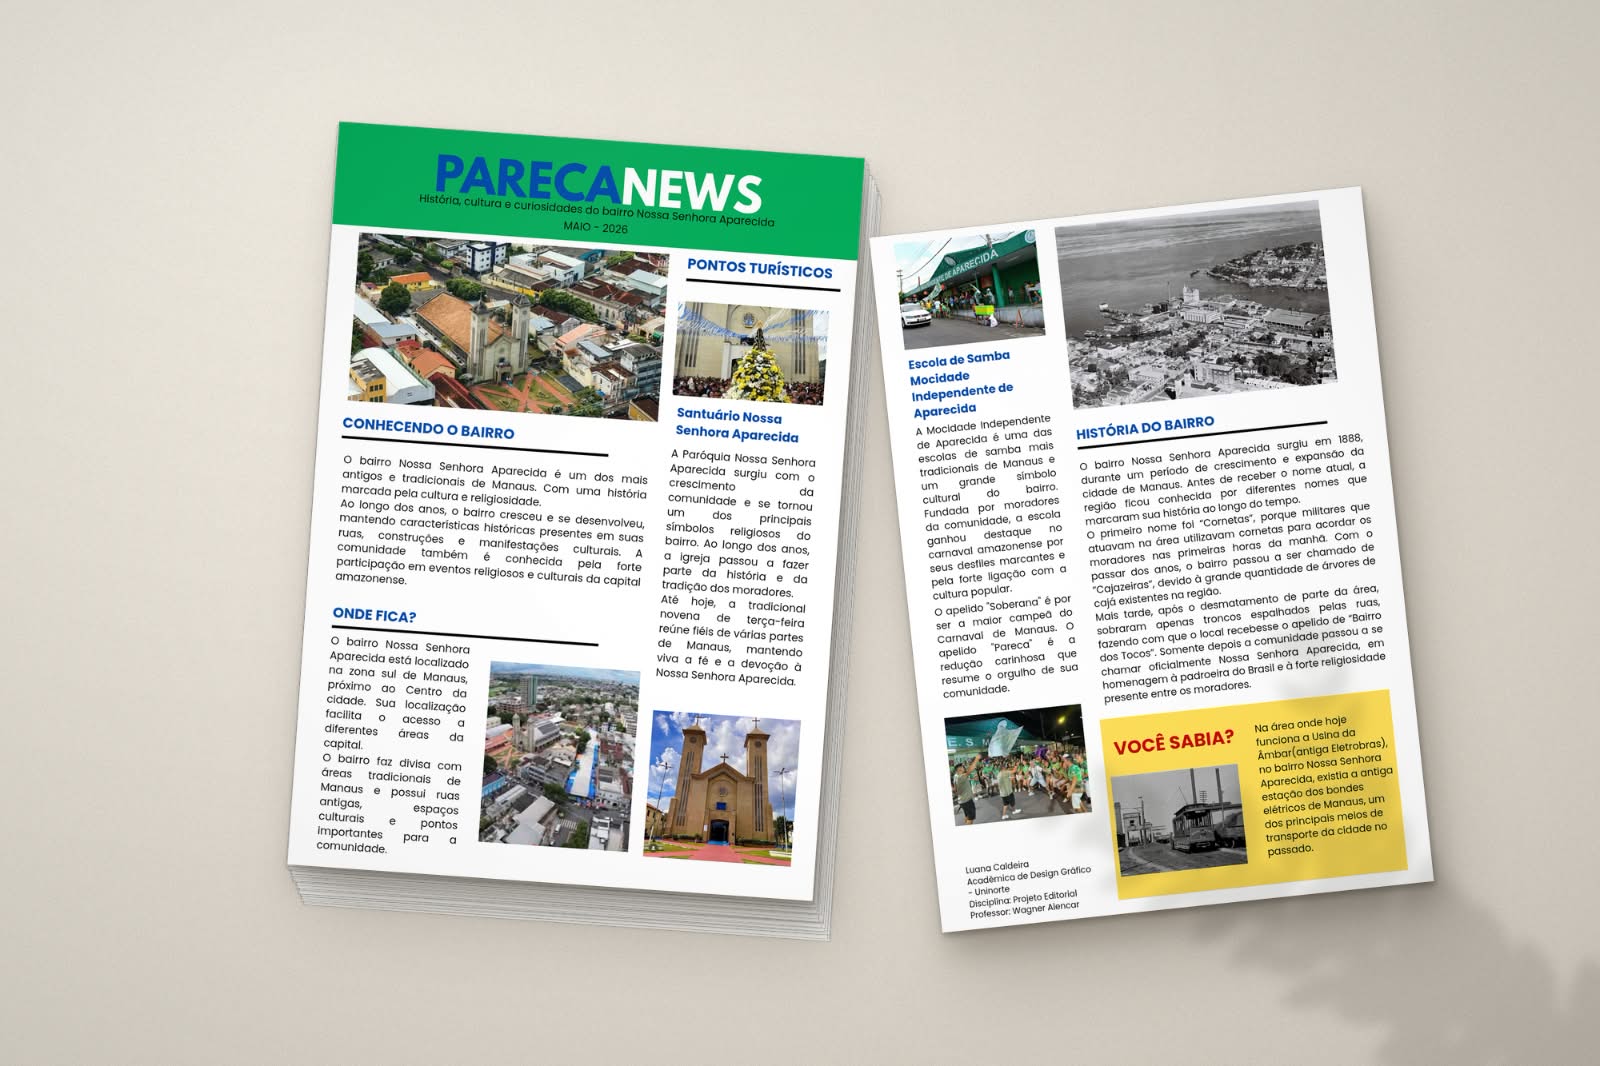 PARECANEWS
História, cultura e curiosidades do bairro Nossa Senhora Aparecida
MAIO - 2026
CONHECENDO O BAIRRO
O bairro Nossa Senhora Aparecida é um dos mais
antigos e tradicionais de Manaus. Com uma história
marcada pela cultura e religiosidade.
Ao longo dos anos, o bairro cresceu e se desenvolveu,
mantendo características históricas presentes em suas
ruas, construções e manifestações culturais. A
comunidade também é conhecida pela forte
participação em eventos religiosos e culturais da capital
amazonense.
ONDE FICA?
O bairro Nossa Senhora
Aparecida está localizado
na zona sul de Manaus,
próximo ao Centro da
cidade. Sua localização
facilita o acesso a
diferentes áreas da
capital.
O bairro faz divisa com
áreas tradicionais de
Manaus e possui ruas
antigas, espaços
culturais e pontos
importantes para a
comunidade.
PONTOS TURÍSTICOS
Santuário Nossa
Senhora Aparecida
A Paróquia Nossa Senhora
Aparecida surgiu com o
crescimento da
comunidade e se tornou
um dos principais
símbolos religiosos do
bairro. Ao longo dos anos,
a igreja passou a fazer
parte da história e da
tradição dos moradores.
Até hoje, a tradicional
novena de terça-feira
reúne fiéis de várias partes
de Manaus, mantendo
viva a fé e a devoção à
Nossa Senhora Aparecida.
DE APARECIDA
Escola de Samba
Mocidade
Independente de
Aparecida
A Mocidade Independente
de Aparecida é uma das
escolas de samba mais
tradicionais de Manaus e
um grande símbolo
cultural do bairro.
Fundada por moradores
da comunidade, a escola
ganhou destaque no
carnaval amazonense por
seus desfiles marcantes e
pela forte ligação com a
cultura popular.
O apelido "Soberana" é por
ser a maior campeã do
Carnaval de Manaus. O
apelido "Pareca" é a
redução carinhosa que
resume o orgulho de sua
comunidade.
E. S. M
Luana Caldeira
Acadêmica de Design Gráfico
- Uninorte
Disciplina: Projeto Editorial
Professor: Wagner Alencar
HISTÓRIA DO BAIRRO
O bairro Nossa Senhora Aparecida surgiu em 1888,
durante um período de crescimento e expansão da
cidade de Manaus. Antes de receber o nome atual, a
região ficou conhecida por diferentes nomes que
marcaram sua história ao longo do tempo.
O primeiro nome foi “Cornetas”, porque militares que
atuavam na área utilizavam cornetas para acordar os
moradores nas primeiras horas da manhã. Com o
passar dos anos, o bairro passou a ser chamado de
“Cajazeiras”, devido à grande quantidade de árvores de
cajá existentes na região.
Mais tarde, após o desmatamento de parte da área,
sobraram apenas troncos espalhados pelas ruas,
fazendo com que o local recebesse o apelido de “Bairro
dos Tocos”. Somente depois a comunidade passou a se
chamar oficialmente Nossa Senhora Aparecida, em
homenagem à padroeira do Brasil e à forte religiosidade
presente entre os moradores.
VOCÊ SABIA?
Na área onde hoje
funciona a Usina da
Âmbar(antiga Eletrobras),
no bairro Nossa Senhora
Aparecida, existia a antiga
estação dos bondes
elétricos de Manaus, um
dos principais meios de
transporte da cidade no
passado.